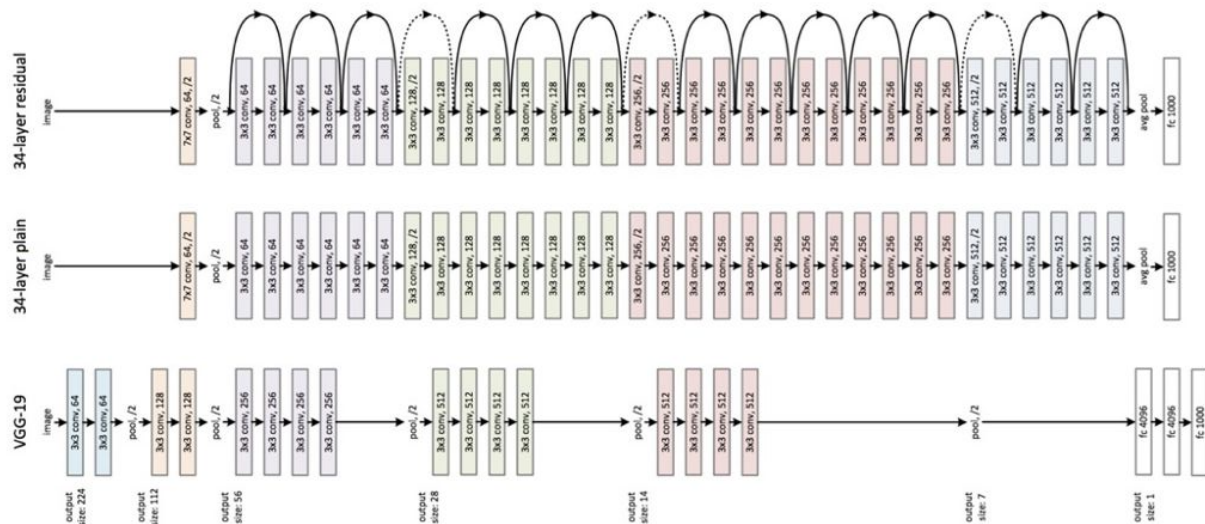 34-layer residual
image
7x7 conv, 64, /2
pool, /2
3x3 conv, 64
3x3 conv, 64
3x3 conv, 64
3x3 conv, 64
3x3 conv, 64
3x3 conv, 64
3x3 conv, 128, /2
3x3 conv, 128
3x3 conv, 128
3x3 conv, 128
3x3 conv, 128
3x3 conv, 128
3x3 conv, 128
3x3 conv, 128
3x3 conv, 256, /2
3x3 conv, 256
3x3 conv, 256
3x3 conv, 256
3x3 conv, 256
3x3 conv, 256
3x3 conv, 256
3x3 conv, 256
3x3 conv, 256
3x3 conv, 256
3x3 conv, 256
3x3 conv, 256
3x3 conv, 512, /2
3x3 conv, 512
3x3 conv, 512
3x3 conv, 512
3x3 conv, 512
3x3 conv, 512
avg pool
fc 1000
34-layer plain
image
7x7 conv, 64, /2
pool, /2
3x3 conv, 64
3x3 conv, 64
3x3 conv, 64
3x3 conv, 64
3x3 conv, 64
3x3 conv, 64
3x3 conv, 128, /2
3x3 conv, 128
3x3 conv, 128
3x3 conv, 128
3x3 conv, 128
3x3 conv, 128
3x3 conv, 128
3x3 conv, 128
3x3 conv, 256, /2
3x3 conv, 256
3x3 conv, 256
3x3 conv, 256
3x3 conv, 256
3x3 conv, 256
3x3 conv, 256
3x3 conv, 256
3x3 conv, 256
3x3 conv, 256
3x3 conv, 256
3x3 conv, 256
3x3 conv, 512, /2
3x3 conv, 512
3x3 conv, 512
3x3 conv, 512
3x3 conv, 512
3x3 conv, 512
avg pool
fc 1000
VGG-19
image
3x3 conv, 64
3x3 conv, 64
pool, /2
3x3 conv, 128
3x3 conv, 128
pool, /2
3x3 conv, 256
3x3 conv, 256
3x3 conv, 256
3x3 conv, 256
pool, /2
3x3 conv, 512
3x3 conv, 512
3x3 conv, 512
3x3 conv, 512
pool, /2
3x3 conv, 512
3x3 conv, 512
3x3 conv, 512
3x3 conv, 512
pool, /2
fc 4096
fc 4096
fc 1000
output
size: 224
output
size: 112
output
size: 56
output
size: 28
output
size: 14
output
size: 7
output
size: 1